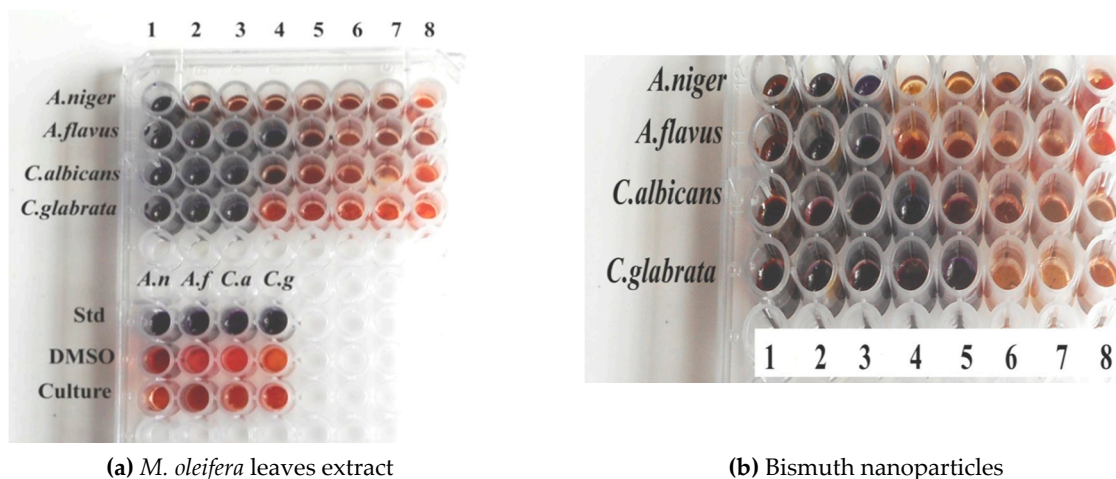 1 2 3 4 5 6 7 8
A.niger
A.flavus
C.albicans
C.glabrata
A.n A.f C.a C.g
Std
DMSO
Culture
(a) M. oleifera leaves extract
A.niger
A.flavus
C.albicans
C.glabrata
1 2 3 4 5 6 7 8
(b) Bismuth nanoparticles